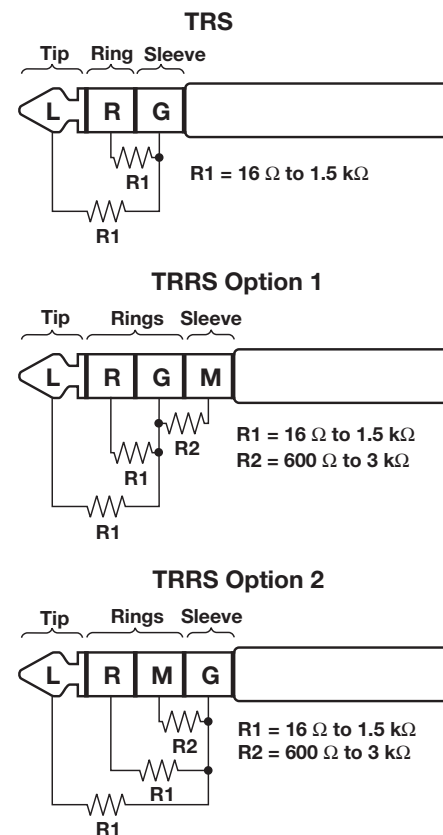 TRS
Tip Ring Sleeve
L R G
R1
R1 = 16 Ω to 1.5 kΩ
R1
TRRS Option 1
Tip Rings Sleeve
L R G M
R2
R1 = 16 Ω to 1.5 kΩ
R1
R2 = 600 Ω to 3 kΩ
R1
TRRS Option 2
Tip Rings Sleeve
L R M G
R1 = 16 Ω to 1.5 kΩ
R2
R2 = 600 Ω to 3 kΩ
R1
R1